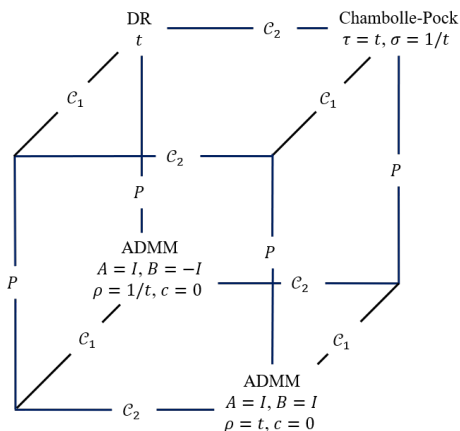 DR
t
𝒞₂
Chambolle-Pock
τ = t, σ = 1/t
𝒞₁
𝒞₁
𝒞₂
P
P
P
P
ADMM
A = I, B = −I
ρ = 1/t, c = 0
𝒞₂
𝒞₁
𝒞₁
ADMM
A = I, B = I
ρ = t, c = 0
𝒞₂